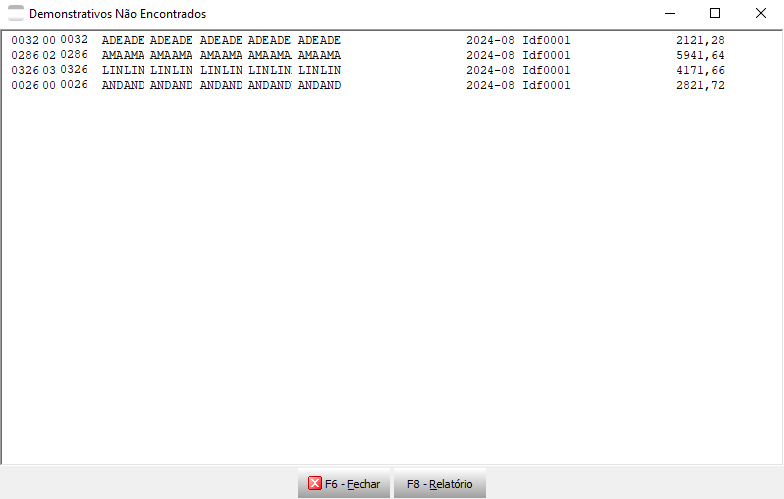 Demonstrativos Não Encontrados
0032 00 0032 ADEADE ADEADE ADEADE ADEADE ADEADE 2024-08 Idf0001 2121,28
0286 02 0286 AMAAMA AMAAMA AMAAMA AMAAMA AMAAMA 2024-08 Idf0001 5941,64
0326 03 0326 LINLIN LINLIN LINLIN LINLIN LINLIN 2024-08 Idf0001 4171,66
0026 00 0026 ANDAND ANDAND ANDAND ANDAND ANDAND 2024-08 Idf0001 2821,72
F6 - Fechar F8 - Relatório